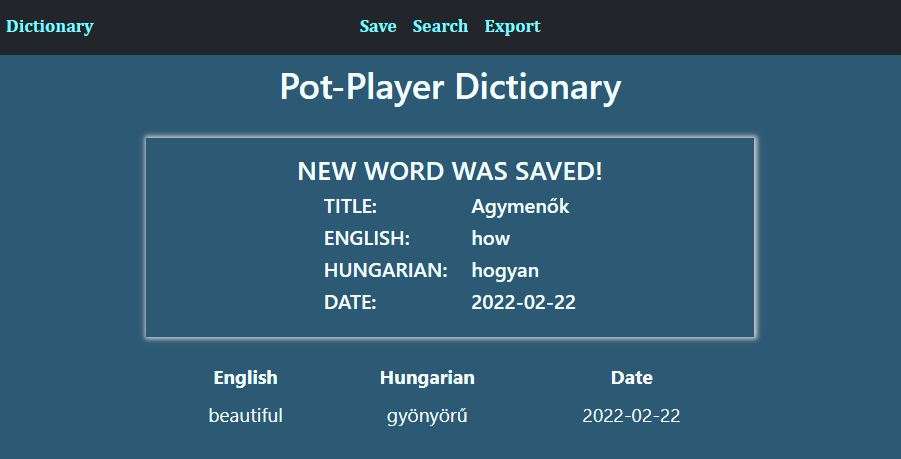 Dictionary Save Search Export
Pot-Player Dictionary
NEW WORD WAS SAVED!
TITLE: Agymenők
ENGLISH: how
HUNGARIAN: hogyan
DATE: 2022-02-22
English Hungarian Date
beautiful gyönyörű 2022-02-22